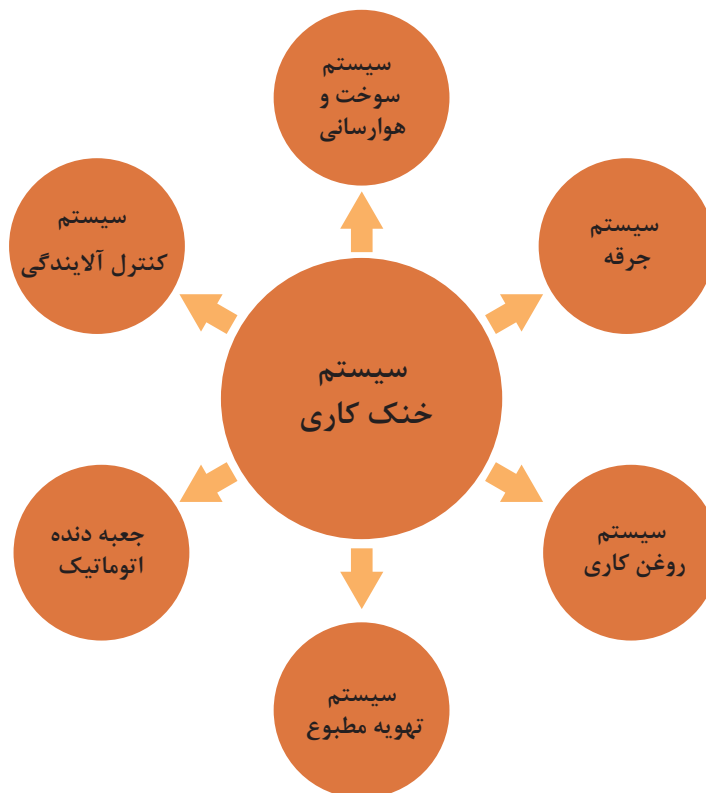 سیستم
سوخت و
هوارسانی
سیستم
جرقه
سیستم
کنترل آلایندگی
سیستم
خنک کاری
سیستم
روغن کاری
جعبه دنده
اتوماتیک
سیستم
تهویه مطبوع